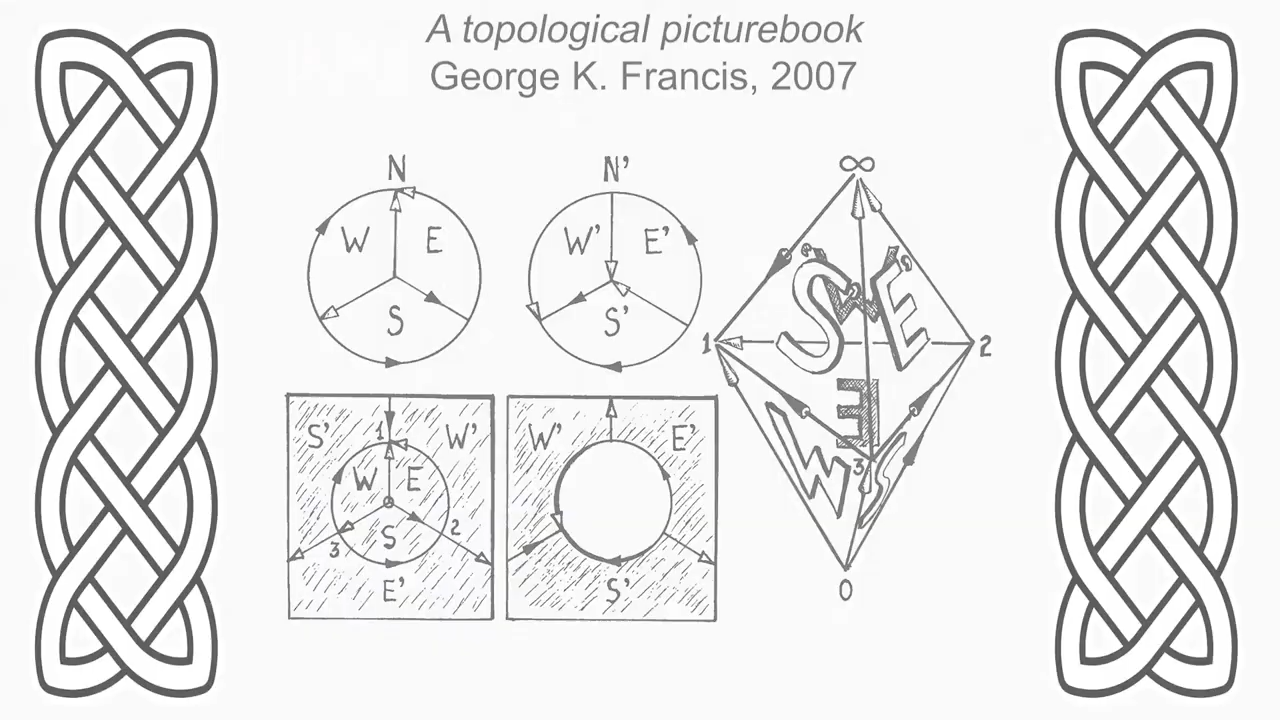 A topological picturebook
George K. Francis, 2007
N
W E
S
N'
W' E'
S'
∞
S' W' E'
1 2
E
W 3 S
0
S' 1 W'
W E
S
3 2
E'
W' E'
S'